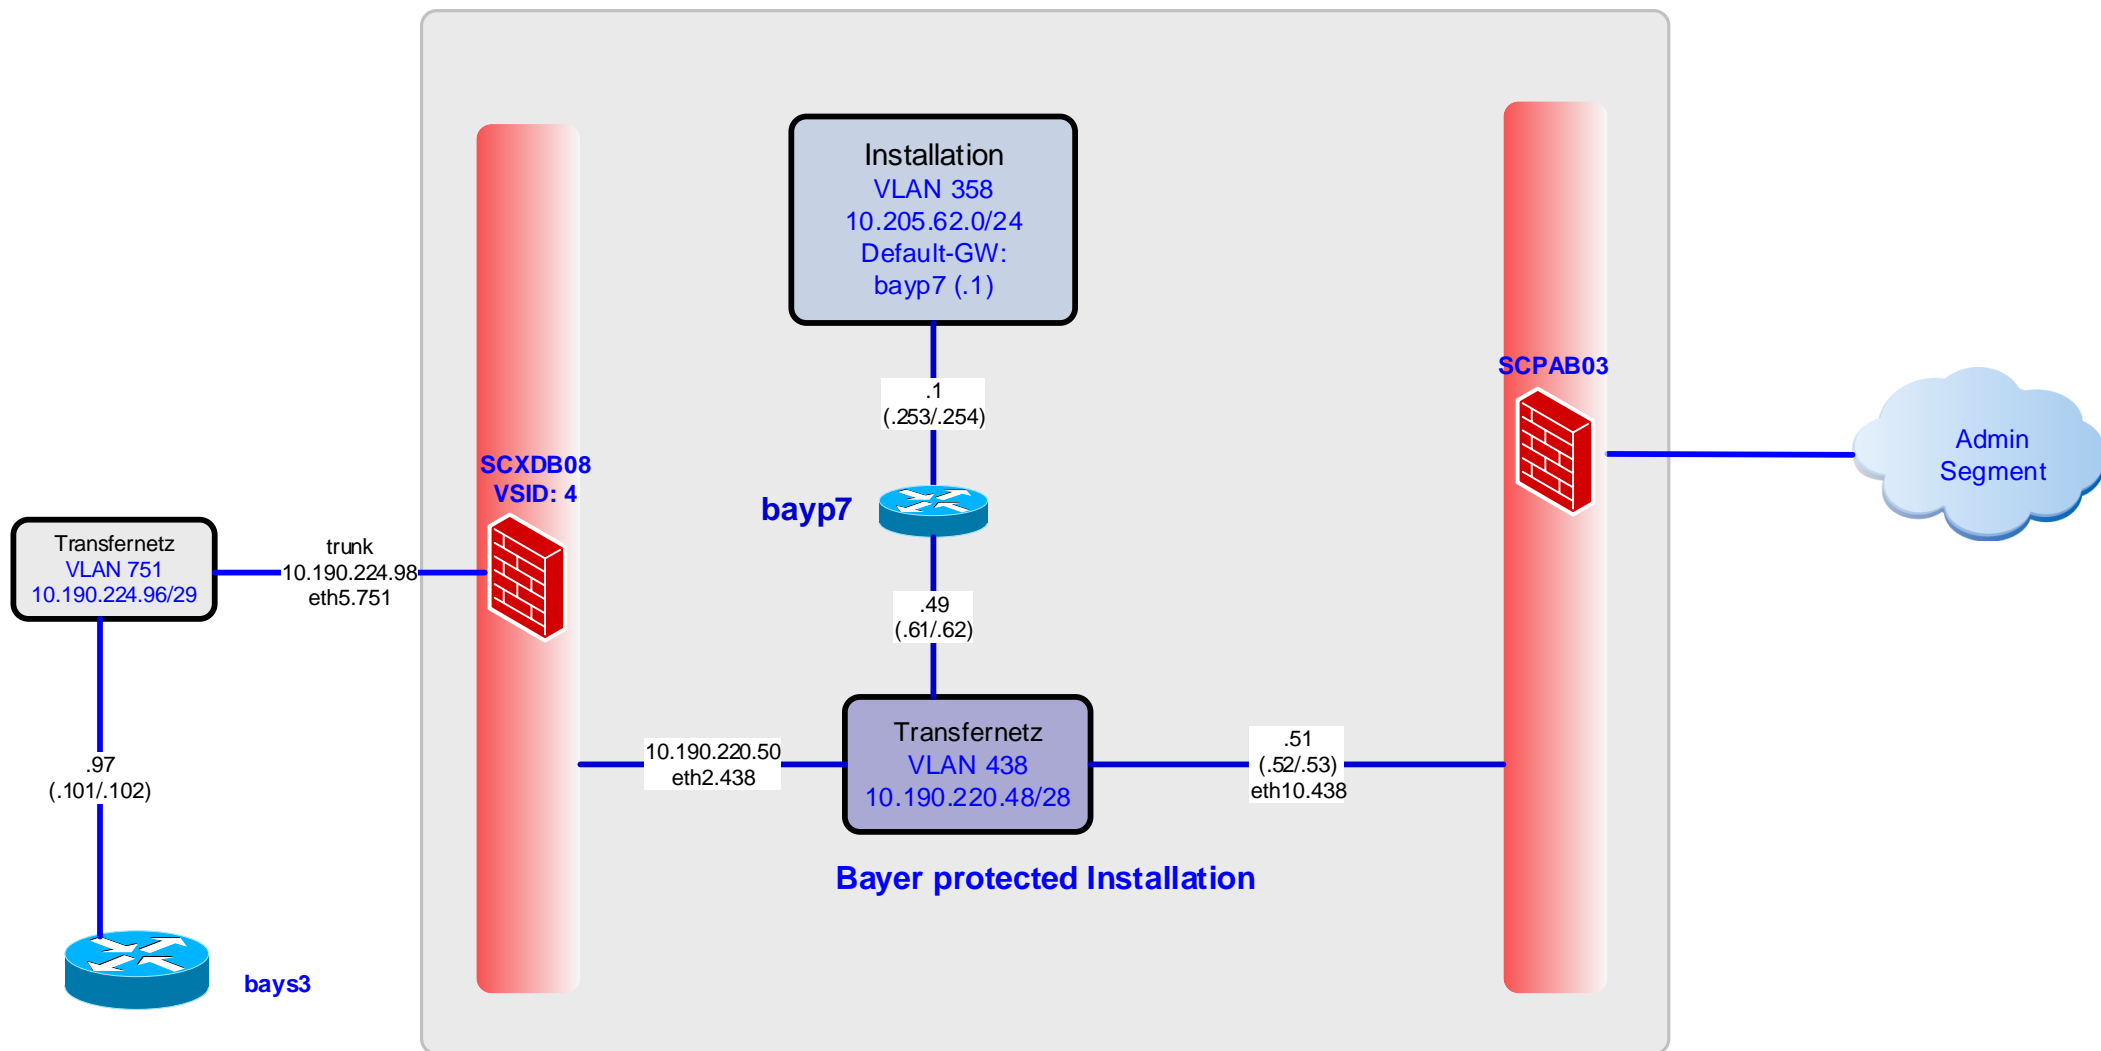 Installation
VLAN 358
10.205.62.0/24
Default-GW:
bayp7 (.1)
.1
(.253/.254)
bayp7
.49
(.61/.62)
SCXDB08
VSID: 4
SCPAB03
Admin
Segment
Transfernetz
VLAN 751
10.190.224.96/29
trunk
10.190.224.98
eth5.751
.97
(.101/.102)
bays3
10.190.220.50
eth2.438
Transfernetz
VLAN 438
10.190.220.48/28
.51
(.52/.53)
eth10.438
Bayer protected Installation